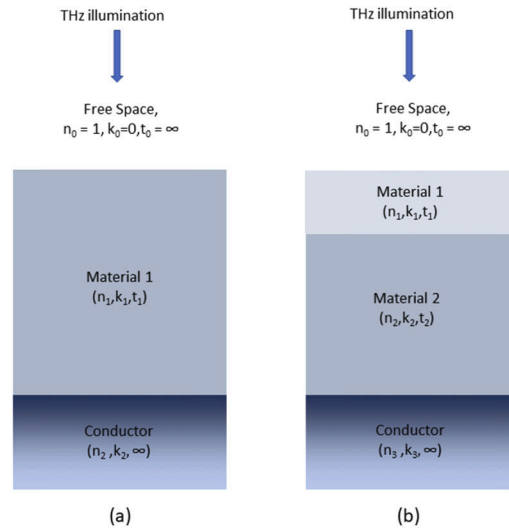 THz illumination
Free Space,
n₀ = 1, k₀=0,t₀ = ∞
Material 1
(n₁,k₁,t₁)
Conductor
(n₂ ,k₂, ∞)
(a)
THz illumination
Free Space,
n₀ = 1, k₀=0,t₀ = ∞
Material 1
(n₁,k₁,t₁)
Material 2
(n₂,k₂,t₂)
Conductor
(n₃ ,k₃, ∞)
(b)